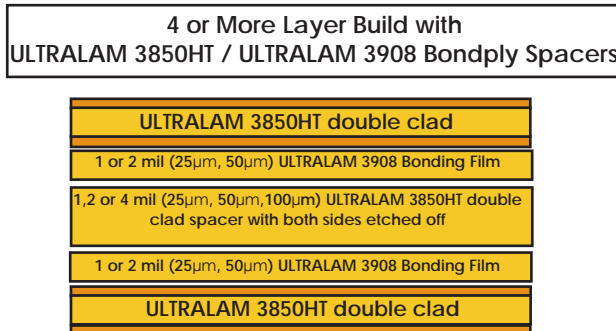 4 or More Layer Build with
ULTRALAM 3850HT / ULTRALAM 3908 Bondply Spacers
ULTRALAM 3850HT double clad
1 or 2 mil (25µm, 50µm) ULTRALAM 3908 Bonding Film
1,2 or 4 mil (25µm, 50µm,100µm) ULTRALAM 3850HT double
clad spacer with both sides etched off
1 or 2 mil (25µm, 50µm) ULTRALAM 3908 Bonding Film
ULTRALAM 3850HT double clad